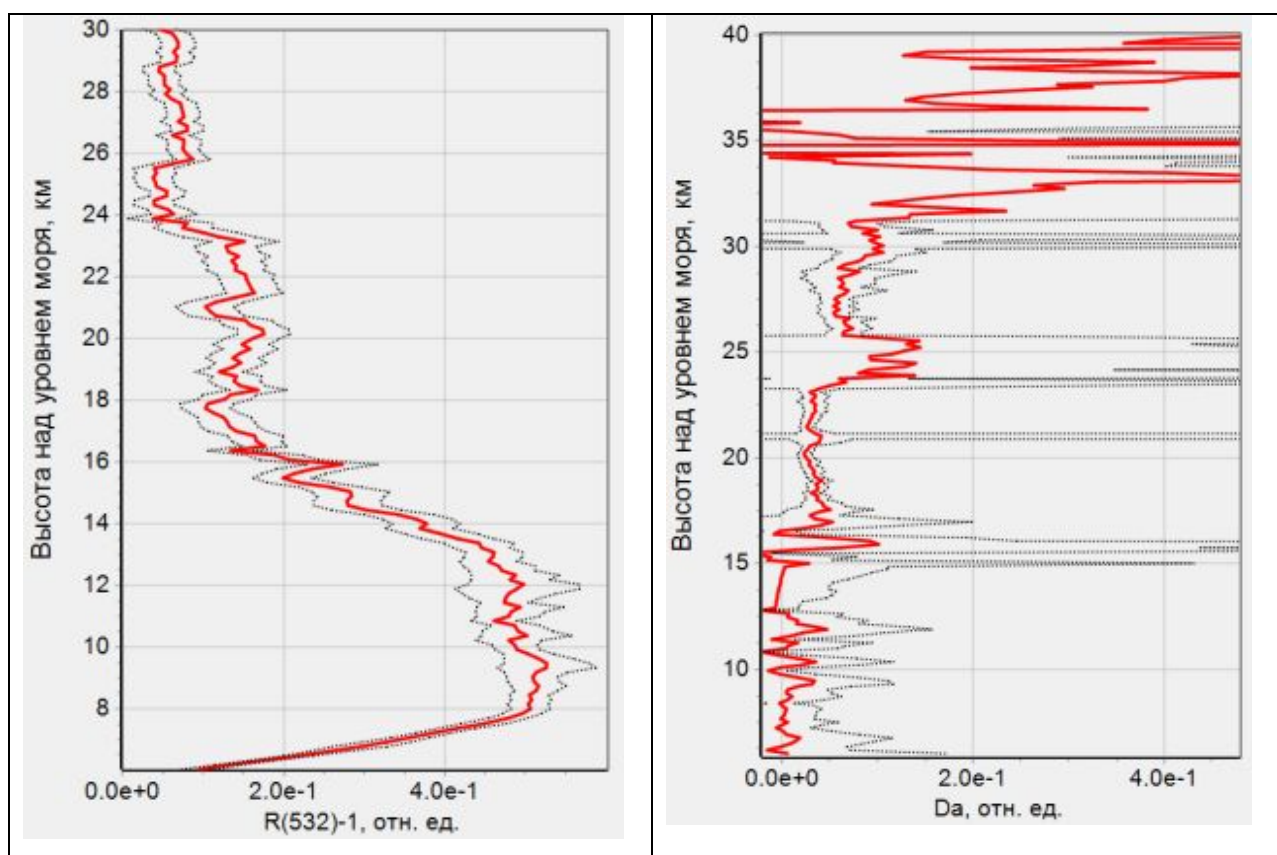 30
28
26
24
22
20
18
16
14
12
10
8
Высота над уровнем моря, км
0.0e+0
2.0e-1
4.0e-1
R(532)-1, отн. ед.
40
35
30
25
20
15
10
Высота над уровнем моря, км
0.0e+0
2.0e-1
4.0e-1
Da, отн. ед.